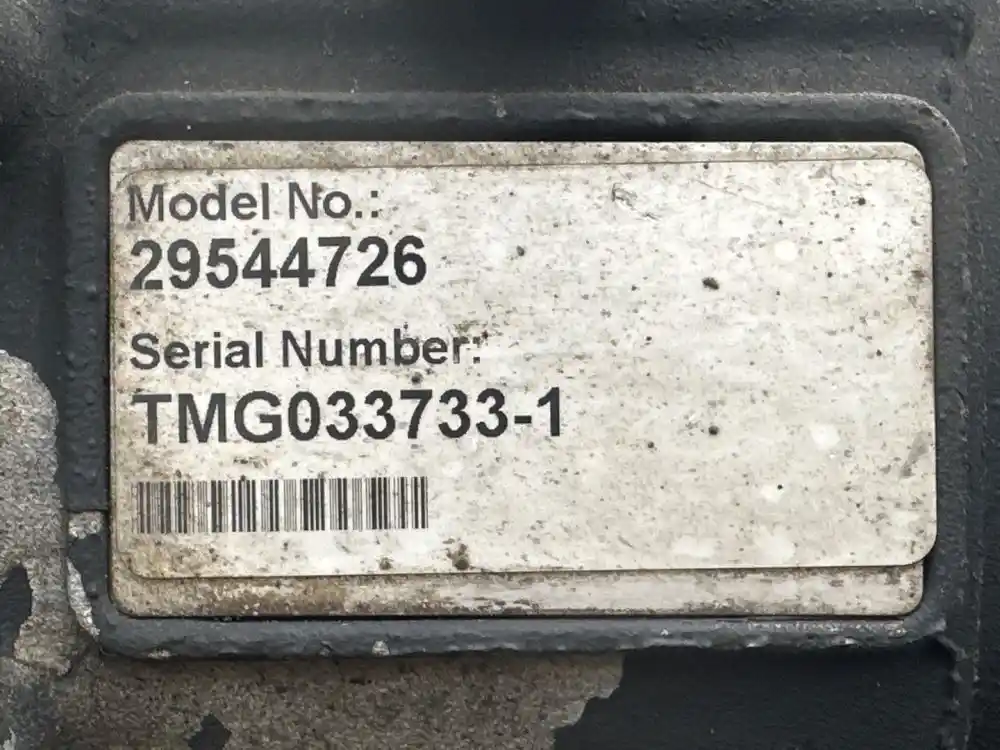 Model No.:
29544726
Serial Number:
TMG033733-1